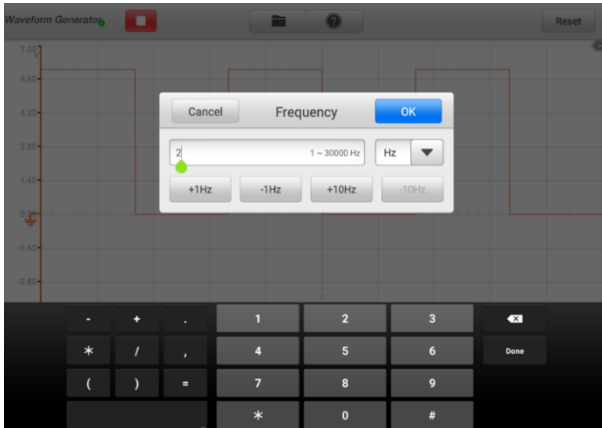 Waveform Generator
Reset
7.00
V
5.60
Cancel Frequency OK
4.20
2 1 ~ 30000 Hz Hz
2.80
+1Hz -1Hz +10Hz -10Hz
1.40
0.00
-1.40
-2.80
- + . 1 2 3
* / , 4 5 6 Done
( ) = 7 8 9
* 0 #